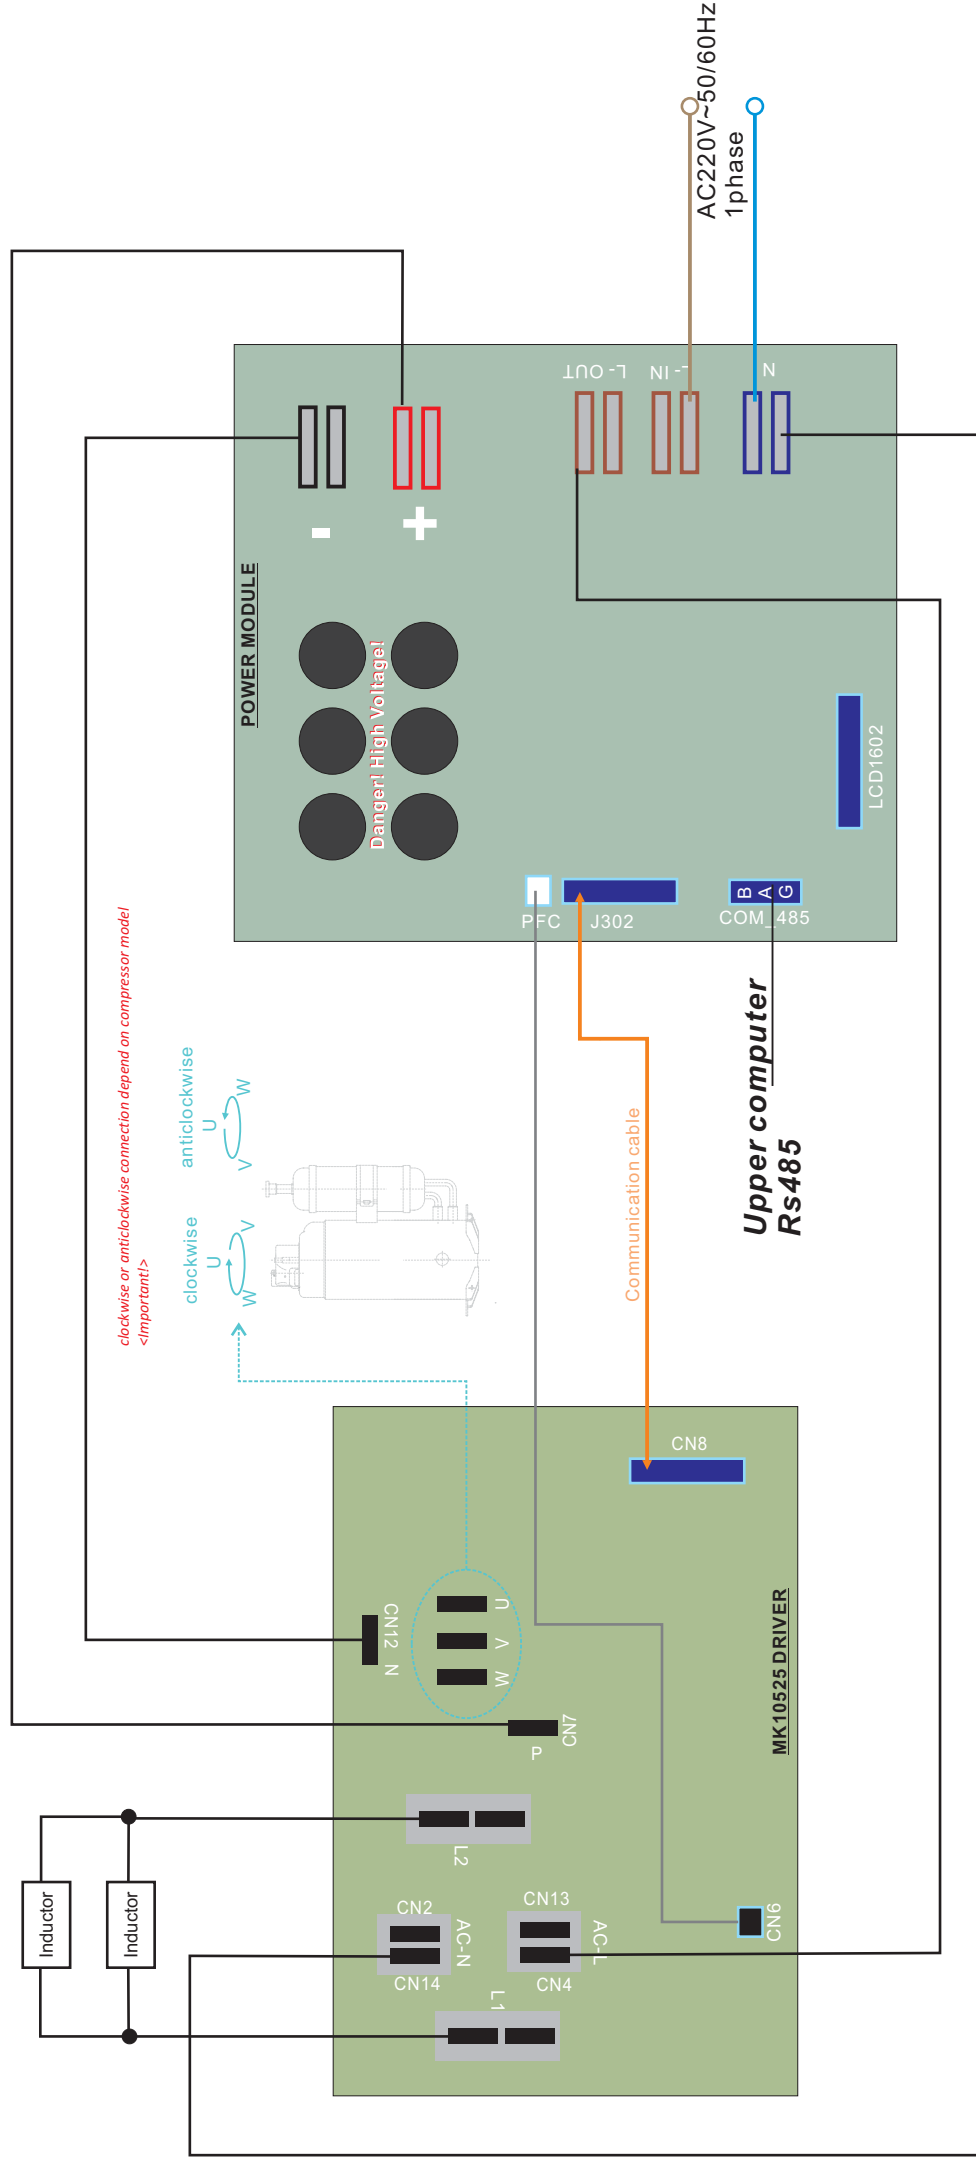 AC220V~50/60Hz
1phase
POWER MODULE
-
+
Danger! High Voltage!
L- OUT
L- IN
N
LCD1602
PFC
J302
B
A
G
COM_485
Upper computer
Rs485
clockwise or anticlockwise connection depend on compressor model
<Important!>
anticlockwise
U
V
W
clockwise
U
W
V
Communication cable
MK10525 DRIVER
CN8
CN12
N
U
V
W
P
CN7
L2
CN2
AC-N
CN14
CN13
AC-L
CN4
L1
CN6
Inductor
Inductor